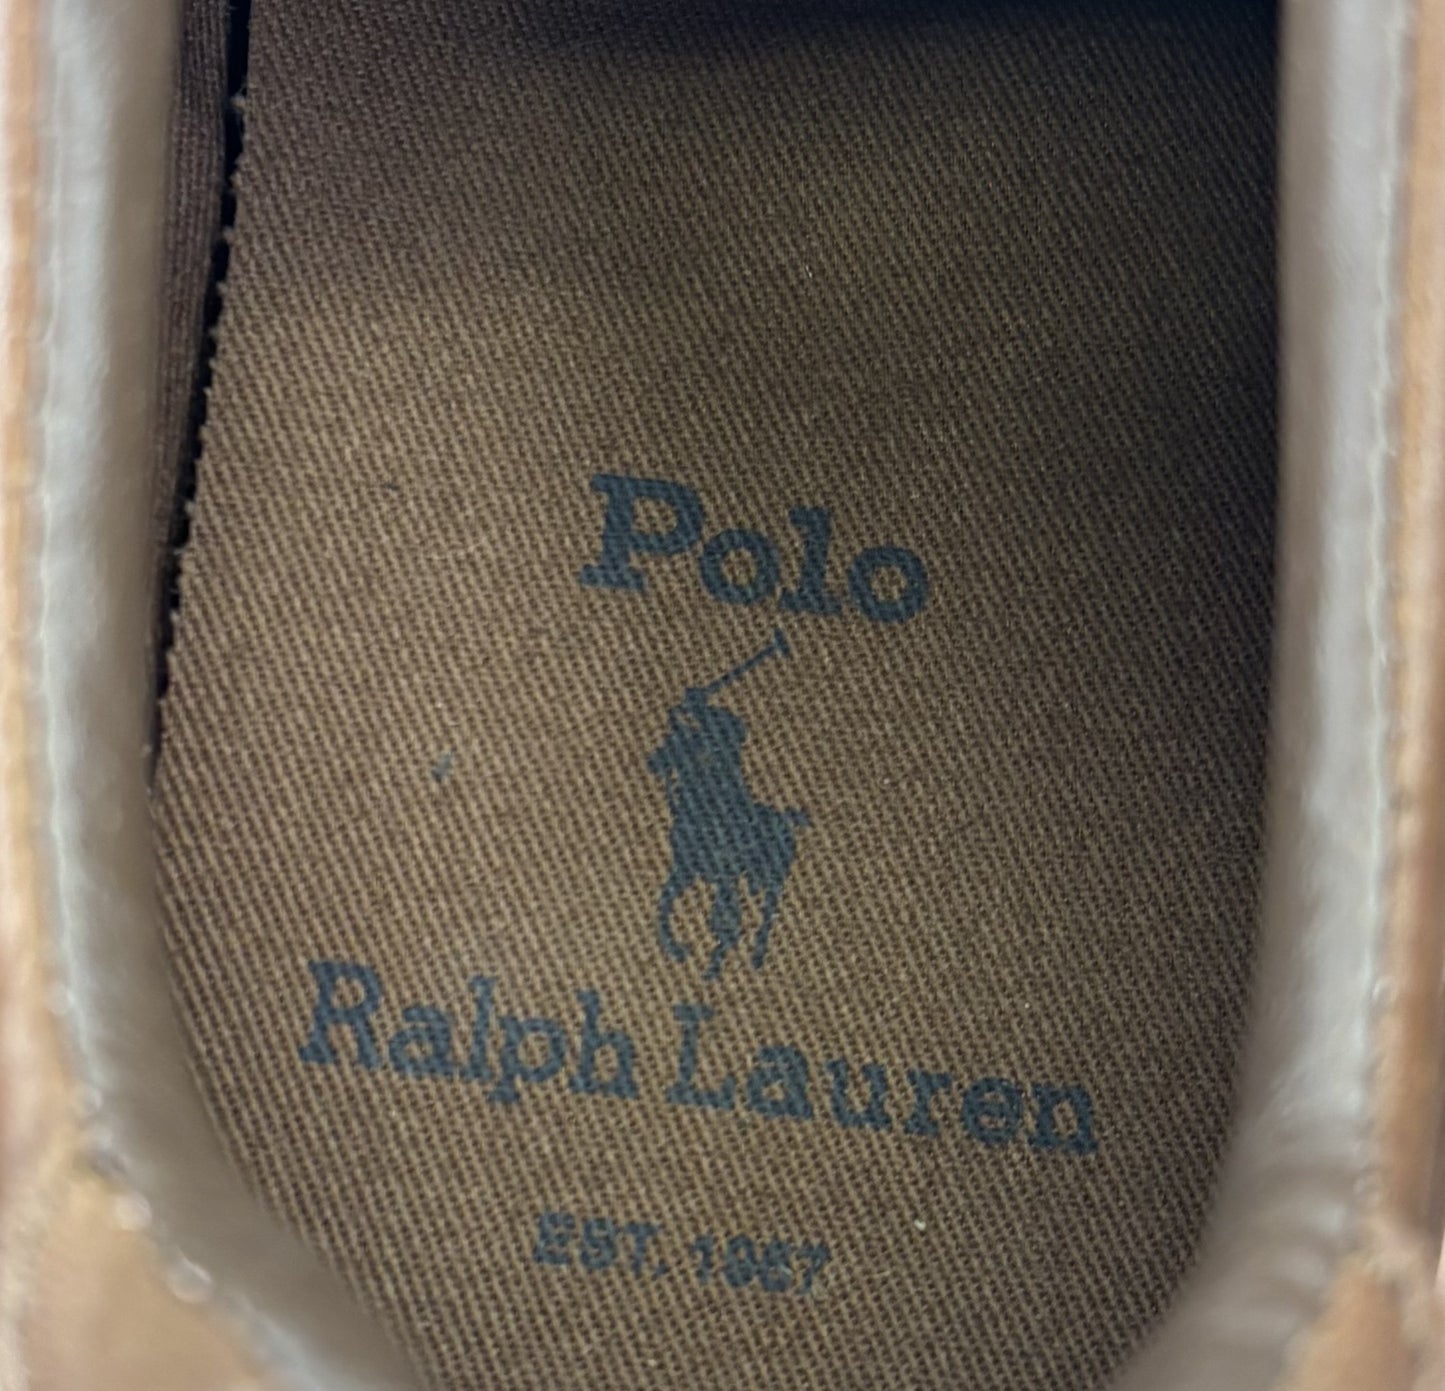 Polo
Ralph Lauren
EST. 1967